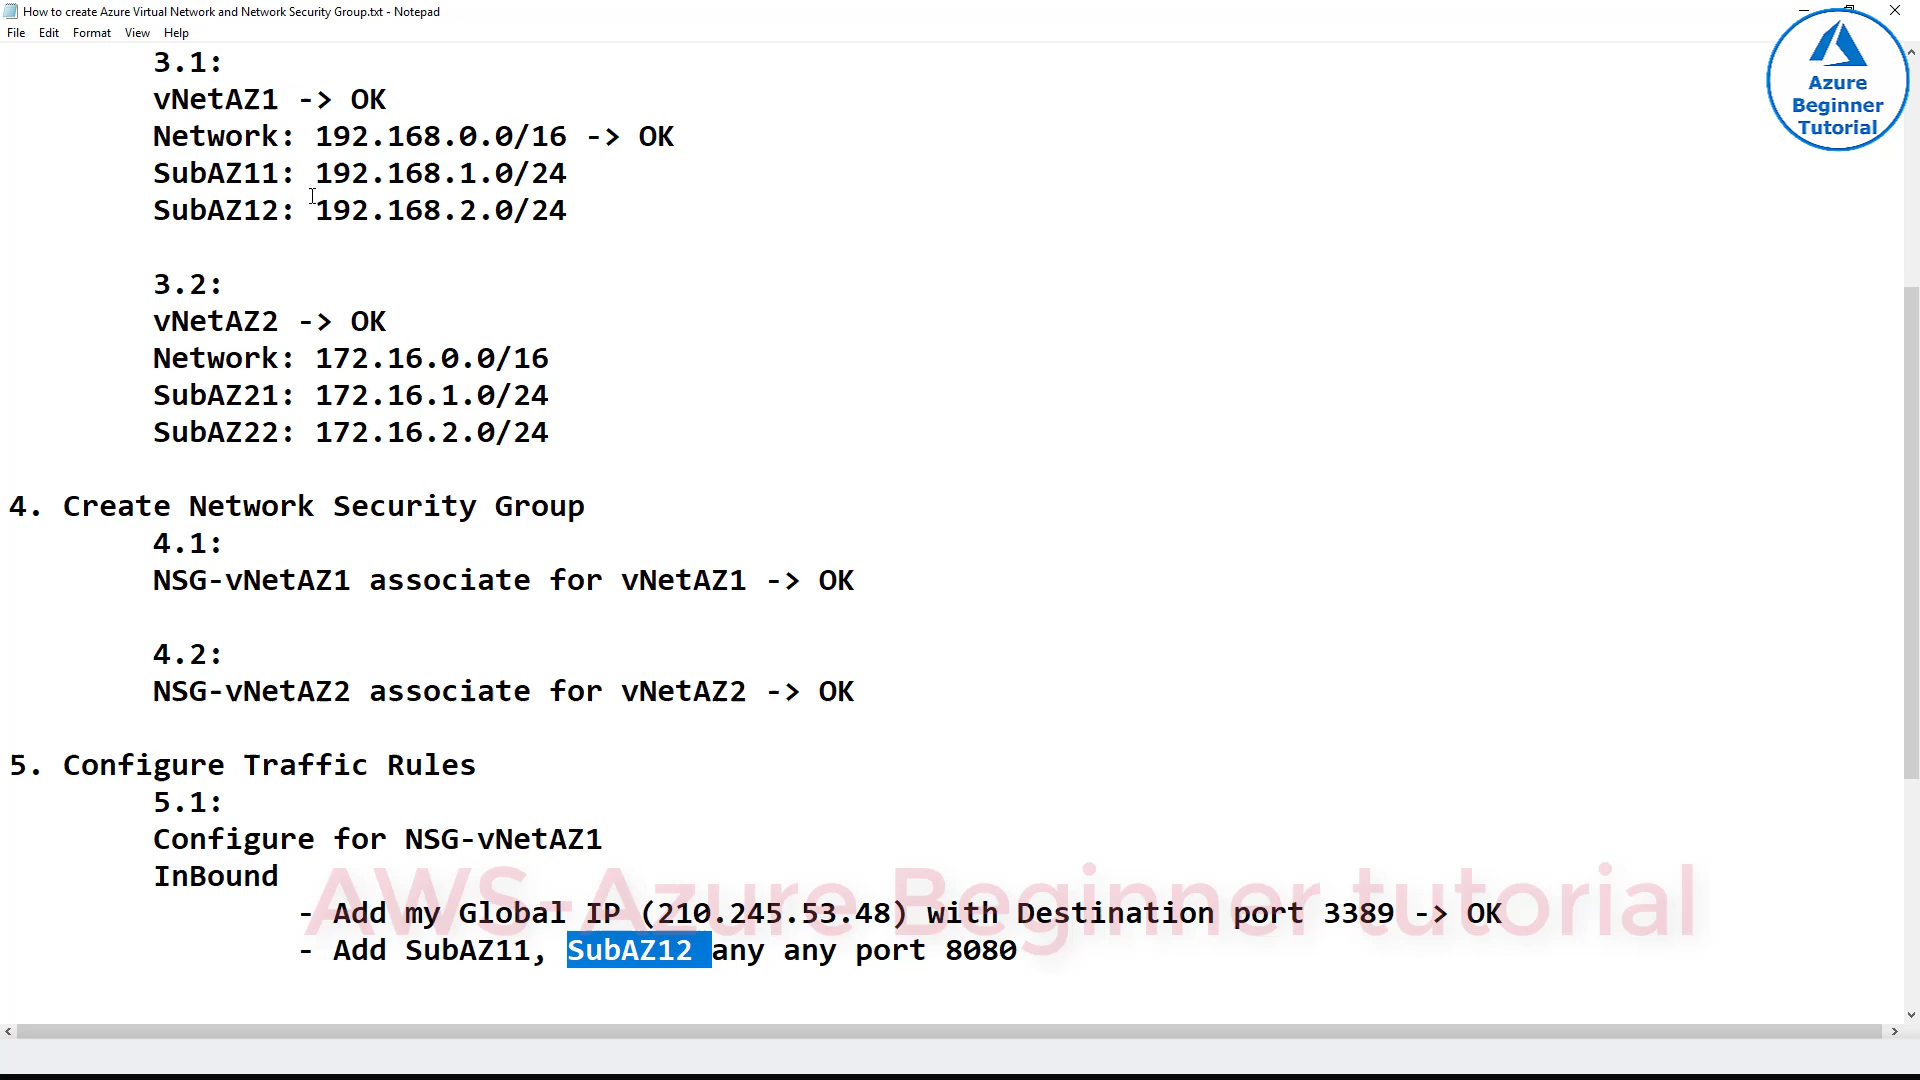 How to create Azure Virtual Network and Network Security Group.txt - Notepad
File Edit Format View Help
3.1:
vNetAZ1 -> OK
Network: 192.168.0.0/16 -> OK
SubAZ11: 192.168.1.0/24
SubAZ12: 192.168.2.0/24
3.2:
vNetAZ2 -> OK
Network: 172.16.0.0/16
SubAZ21: 172.16.1.0/24
SubAZ22: 172.16.2.0/24
4. Create Network Security Group
4.1:
NSG-vNetAZ1 associate for vNetAZ1 -> OK
4.2:
NSG-vNetAZ2 associate for vNetAZ2 -> OK
5. Configure Traffic Rules
5.1:
Configure for NSG-vNetAZ1
InBound
- Add my Global IP (210.245.53.48) with Destination port 3389 -> OK
- Add SubAZ11, SubAZ12 any any port 8080
Azure
Beginner
Tutorial
AWS-Azure Beginner tutorial